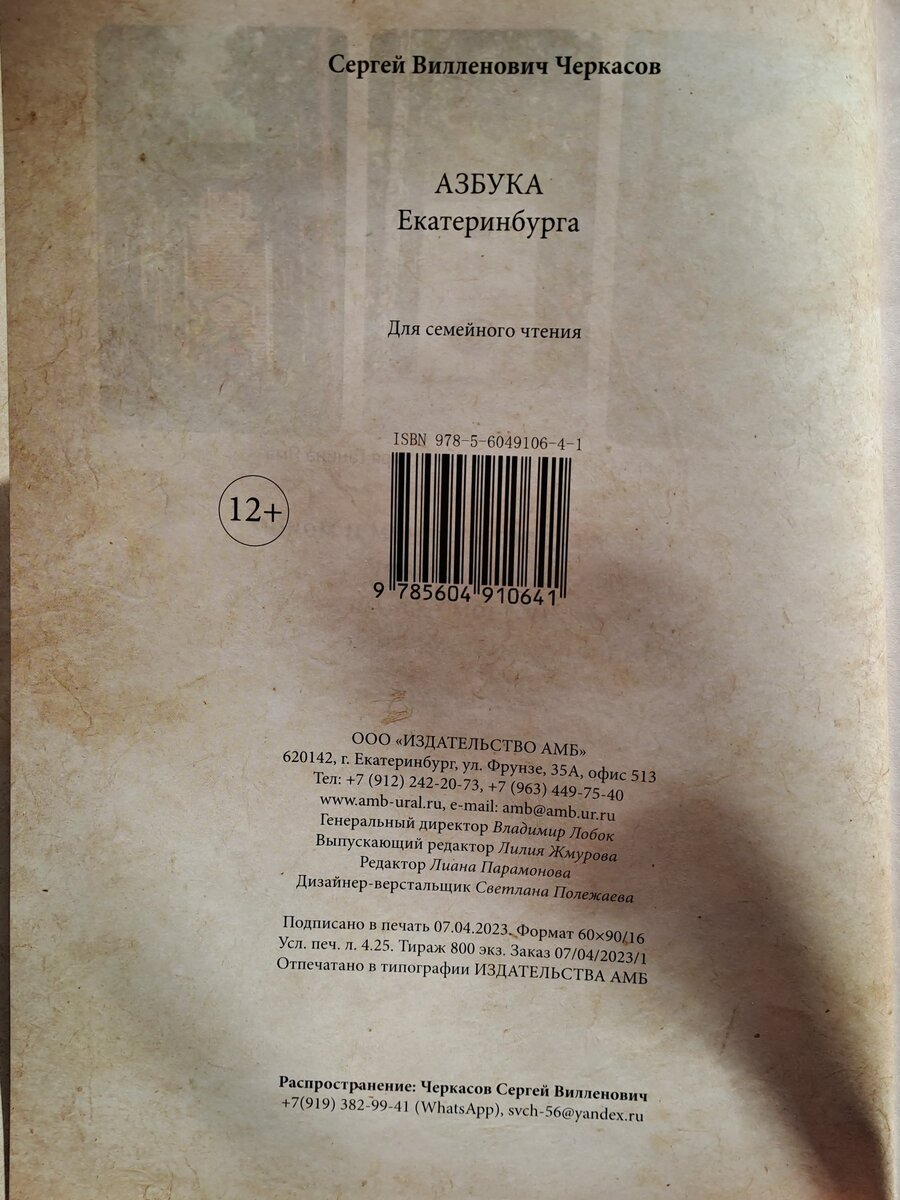 Сергей Вилленович Черкасов
АЗБУКА
Екатеринбурга
Для семейного чтения
ISBN 978-5-6049106-4-1
12+
9 785604 910641
ООО «ИЗДАТЕЛЬСТВО АМБ»
620142, г. Екатеринбург, ул. Фрунзе, 35А, офис 513
Тел: +7 (912) 242-20-73, +7 (963) 449-75-40
www.amb-ural.ru, e-mail: amb@amb.ur.ru
Генеральный директор Владимир Лобок
Выпускающий редактор Лилия Жмурова
Редактор Лиана Парамонова
Дизайнер-верстальщик Светлана Полежаева
Подписано в печать 07.04.2023. Формат 60×90/16
Усл. печ. л. 4.25. Тираж 800 экз. Заказ 07/04/2023/1
Отпечатано в типографии ИЗДАТЕЛЬСТВА АМБ
Распространение: Черкасов Сергей Вилленович
+7(919) 382-99-41 (WhatsApp), svch-56@yandex.ru